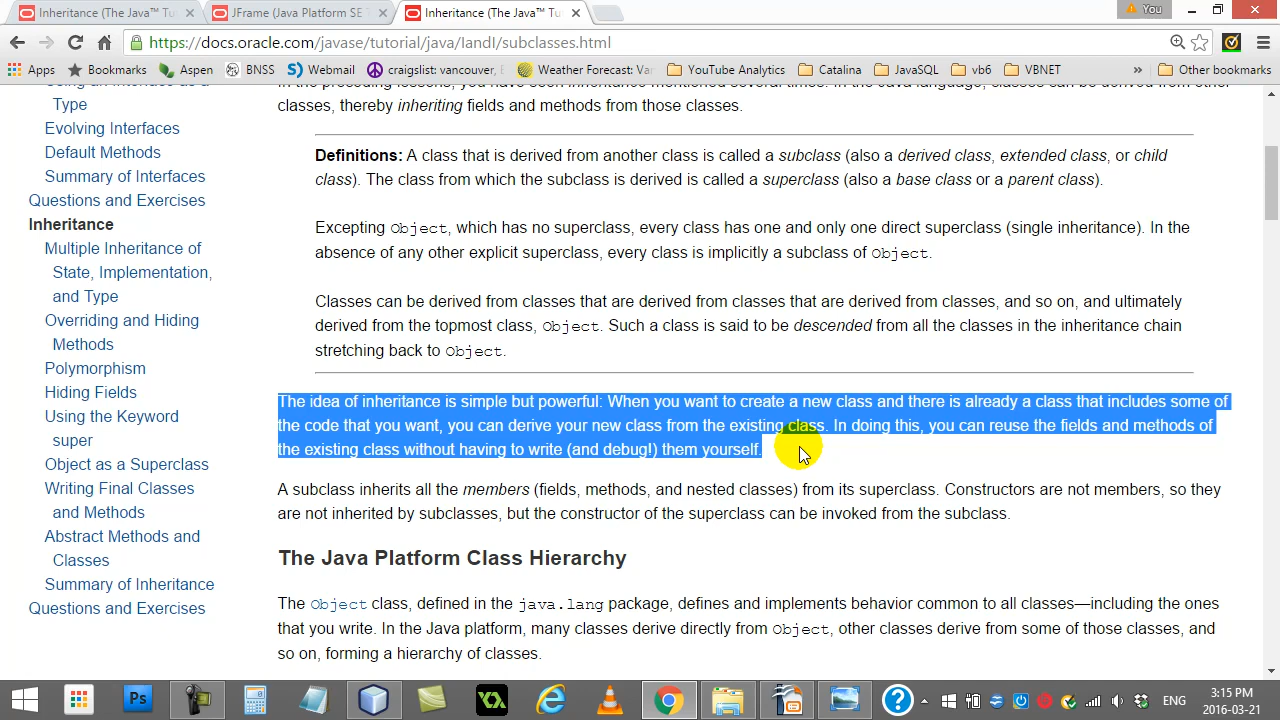 Inheritance (The Java™ Tu
JFrame (Java Platform SE
Inheritance (The Java™ Tu
You
https://docs.oracle.com/javase/tutorial/java/IandI/subclasses.html
Apps
Bookmarks
Aspen
BNSS
Webmail
craigslist: vancouver,
Weather Forecast: Va
YouTube Analytics
Catalina
JavaSQL
vb6
VBNET
»
Other bookmarks
Type
Evolving Interfaces
Default Methods
Summary of Interfaces
Questions and Exercises
Inheritance
Multiple Inheritance of
State, Implementation,
and Type
Overriding and Hiding
Methods
Polymorphism
Hiding Fields
Using the Keyword
super
Object as a Superclass
Writing Final Classes
and Methods
Abstract Methods and
Classes
Summary of Inheritance
Questions and Exercises
classes, thereby inheriting fields and methods from those classes.
Definitions: A class that is derived from another class is called a subclass (also a derived class, extended class, or child
class). The class from which the subclass is derived is called a superclass (also a base class or a parent class).
Excepting Object, which has no superclass, every class has one and only one direct superclass (single inheritance). In the
absence of any other explicit superclass, every class is implicitly a subclass of Object.
Classes can be derived from classes that are derived from classes that are derived from classes, and so on, and ultimately
derived from the topmost class, Object. Such a class is said to be descended from all the classes in the inheritance chain
stretching back to Object.
The idea of inheritance is simple but powerful: When you want to create a new class and there is already a class that includes some of
the code that you want, you can derive your new class from the existing class. In doing this, you can reuse the fields and methods of
the existing class without having to write (and debug!) them yourself.
A subclass inherits all the members (fields, methods, and nested classes) from its superclass. Constructors are not members, so they
are not inherited by subclasses, but the constructor of the superclass can be invoked from the subclass.
The Java Platform Class Hierarchy
The Object class, defined in the java.lang package, defines and implements behavior common to all classes—including the ones
that you write. In the Java platform, many classes derive directly from Object, other classes derive from some of those classes, and
so on, forming a hierarchy of classes.
Ps
ENG
3:15 PM
2016-03-21